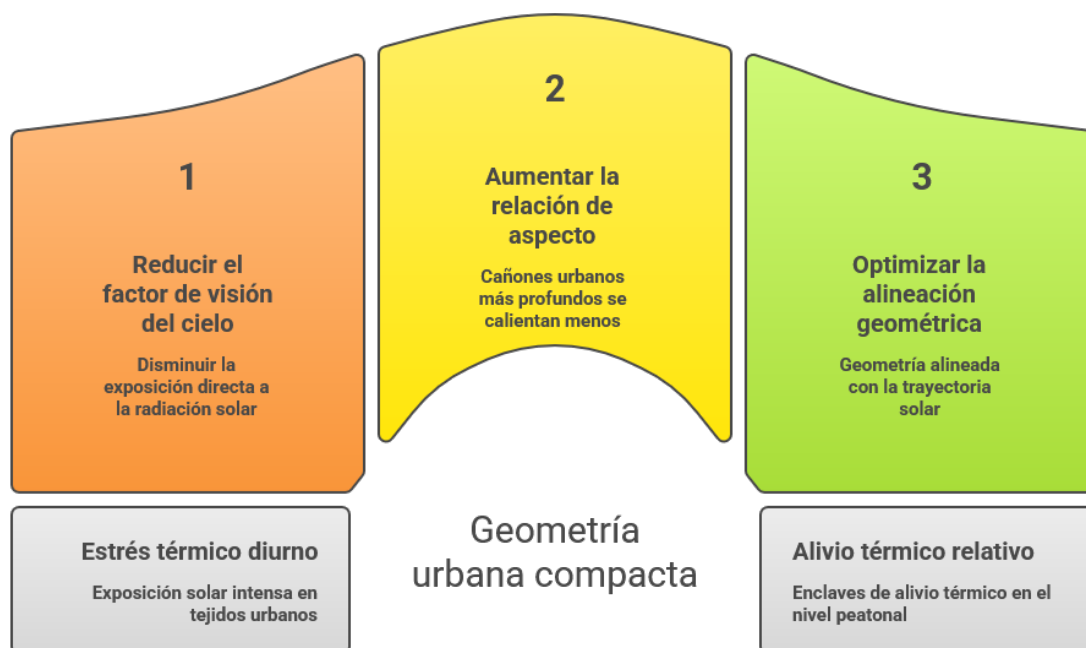 1
Reducir el
factor de visión
del cielo
Disminuir la
exposición directa a
la radiación solar
2
Aumentar la
relación de
aspecto
Cañones urbanos
más profundos se
calientan menos
3
Optimizar la
alineación
geométrica
Geometría alineada
con la trayectoria
solar
Estrés térmico diurno
Exposición solar intensa en
tejidos urbanos
Geometría
urbana compacta
Alivio térmico relativo
Enclaves de alivio térmico en el
nivel peatonal